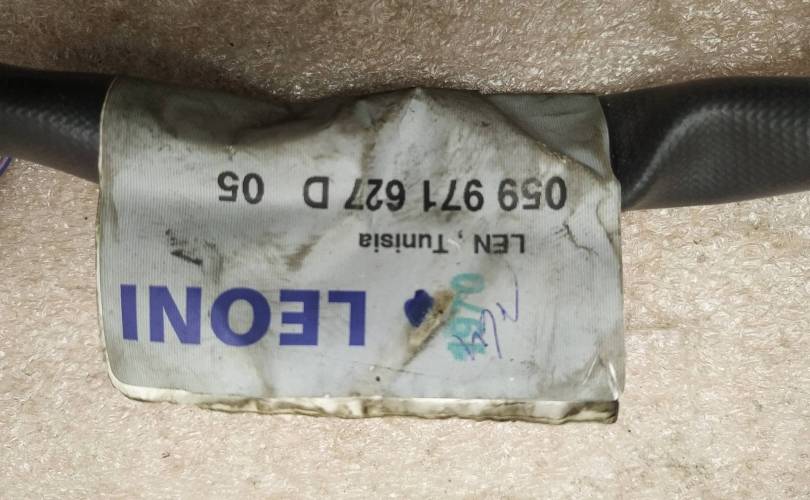 LEONI
LEN, Tunisia
059 971 627 D 05